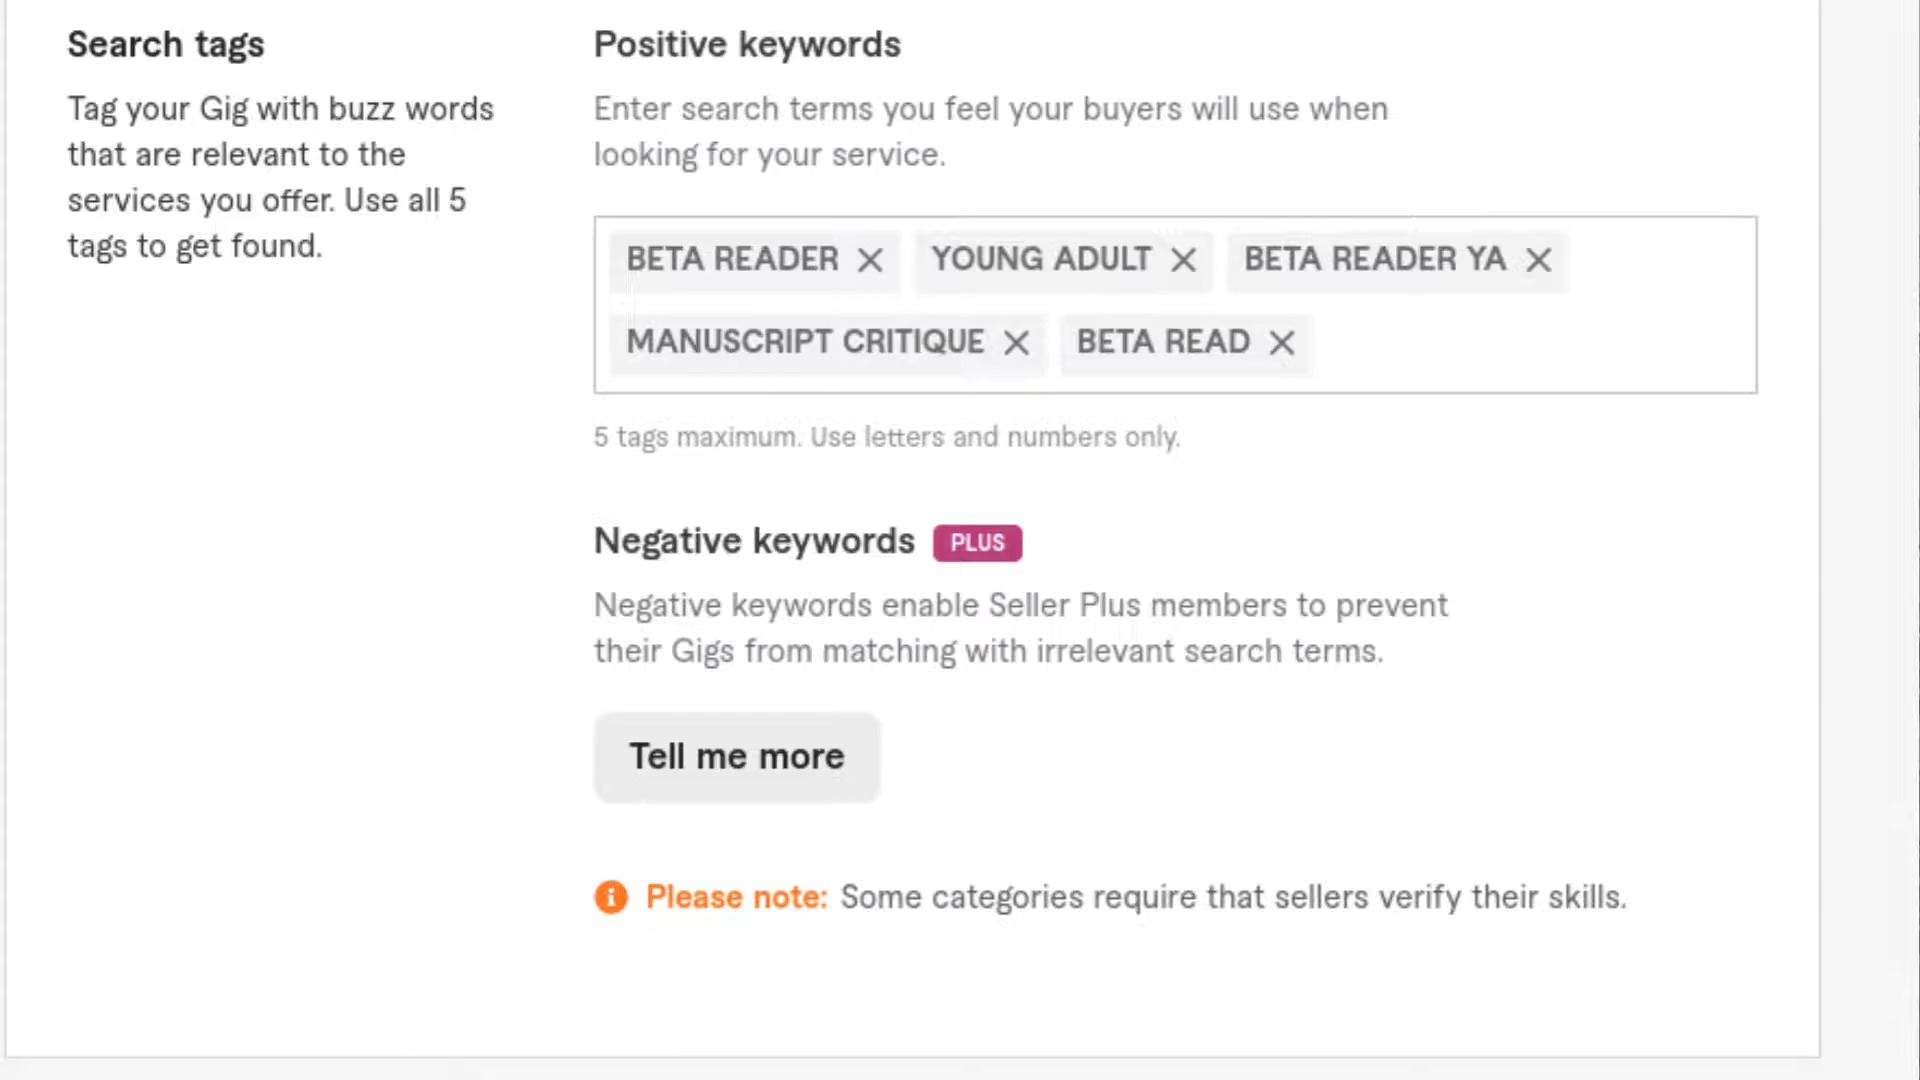 Search tags
Tag your Gig with buzz words
that are relevant to the
services you offer. Use all 5
tags to get found.
Positive keywords
Enter search terms you feel your buyers will use when
looking for your service.
BETA READER YOUNG ADULT BETA READER YA
MANUSCRIPT CRITIQUE BETA READ
5 tags maximum. Use letters and numbers only.
Negative keywords PLUS
Negative keywords enable Seller Plus members to prevent
their Gigs from matching with irrelevant search terms.
Tell me more
Please note: Some categories require that sellers verify their skills.